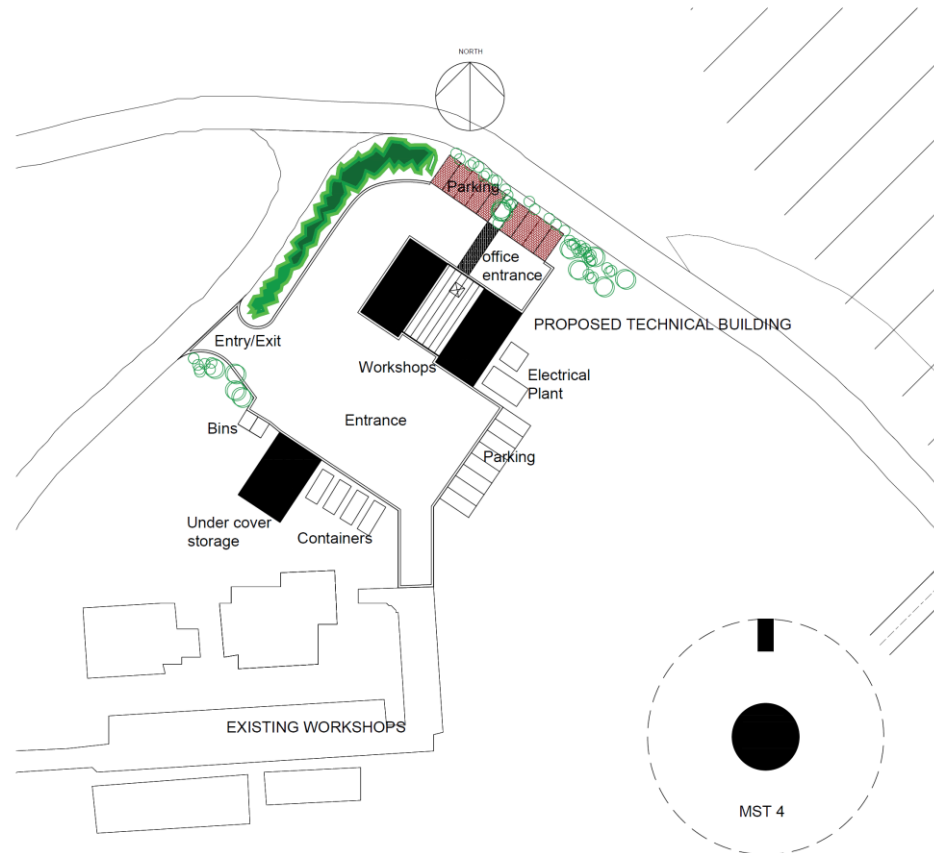 NORTH
Parking
office
entrance
PROPOSED TECHNICAL BUILDING
Entry/Exit
Workshops
Electrical
Plant
Bins
Entrance
Parking
Under cover
storage
Containers
EXISTING WORKSHOPS
MST 4